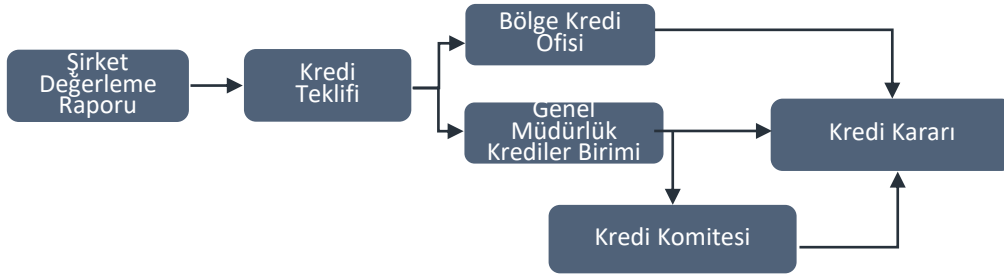 Şirket
Değerleme
Raporu
Kredi
Teklifi
Bölge Kredi
Ofisi
Genel
Müdürlük
Krediler Birimi
Kredi Kararı
Kredi Komitesi